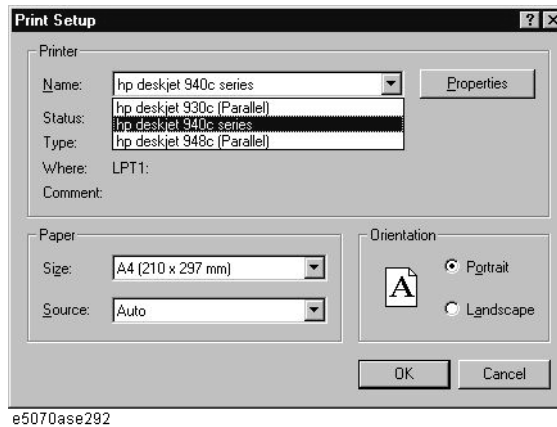 Print Setup
Printer
Name: hp deskjet 940c series Properties
hp deskjet 930c (Parallel)
Status: hp deskjet 940c series
Type: hp deskjet 948c (Parallel)
Where: LPT1:
Comment:
Paper
Size: A4 (210 x 297 mm)
Source: Auto
Orientation
A
Portrait
Landscape
OK Cancel
e5070ase292